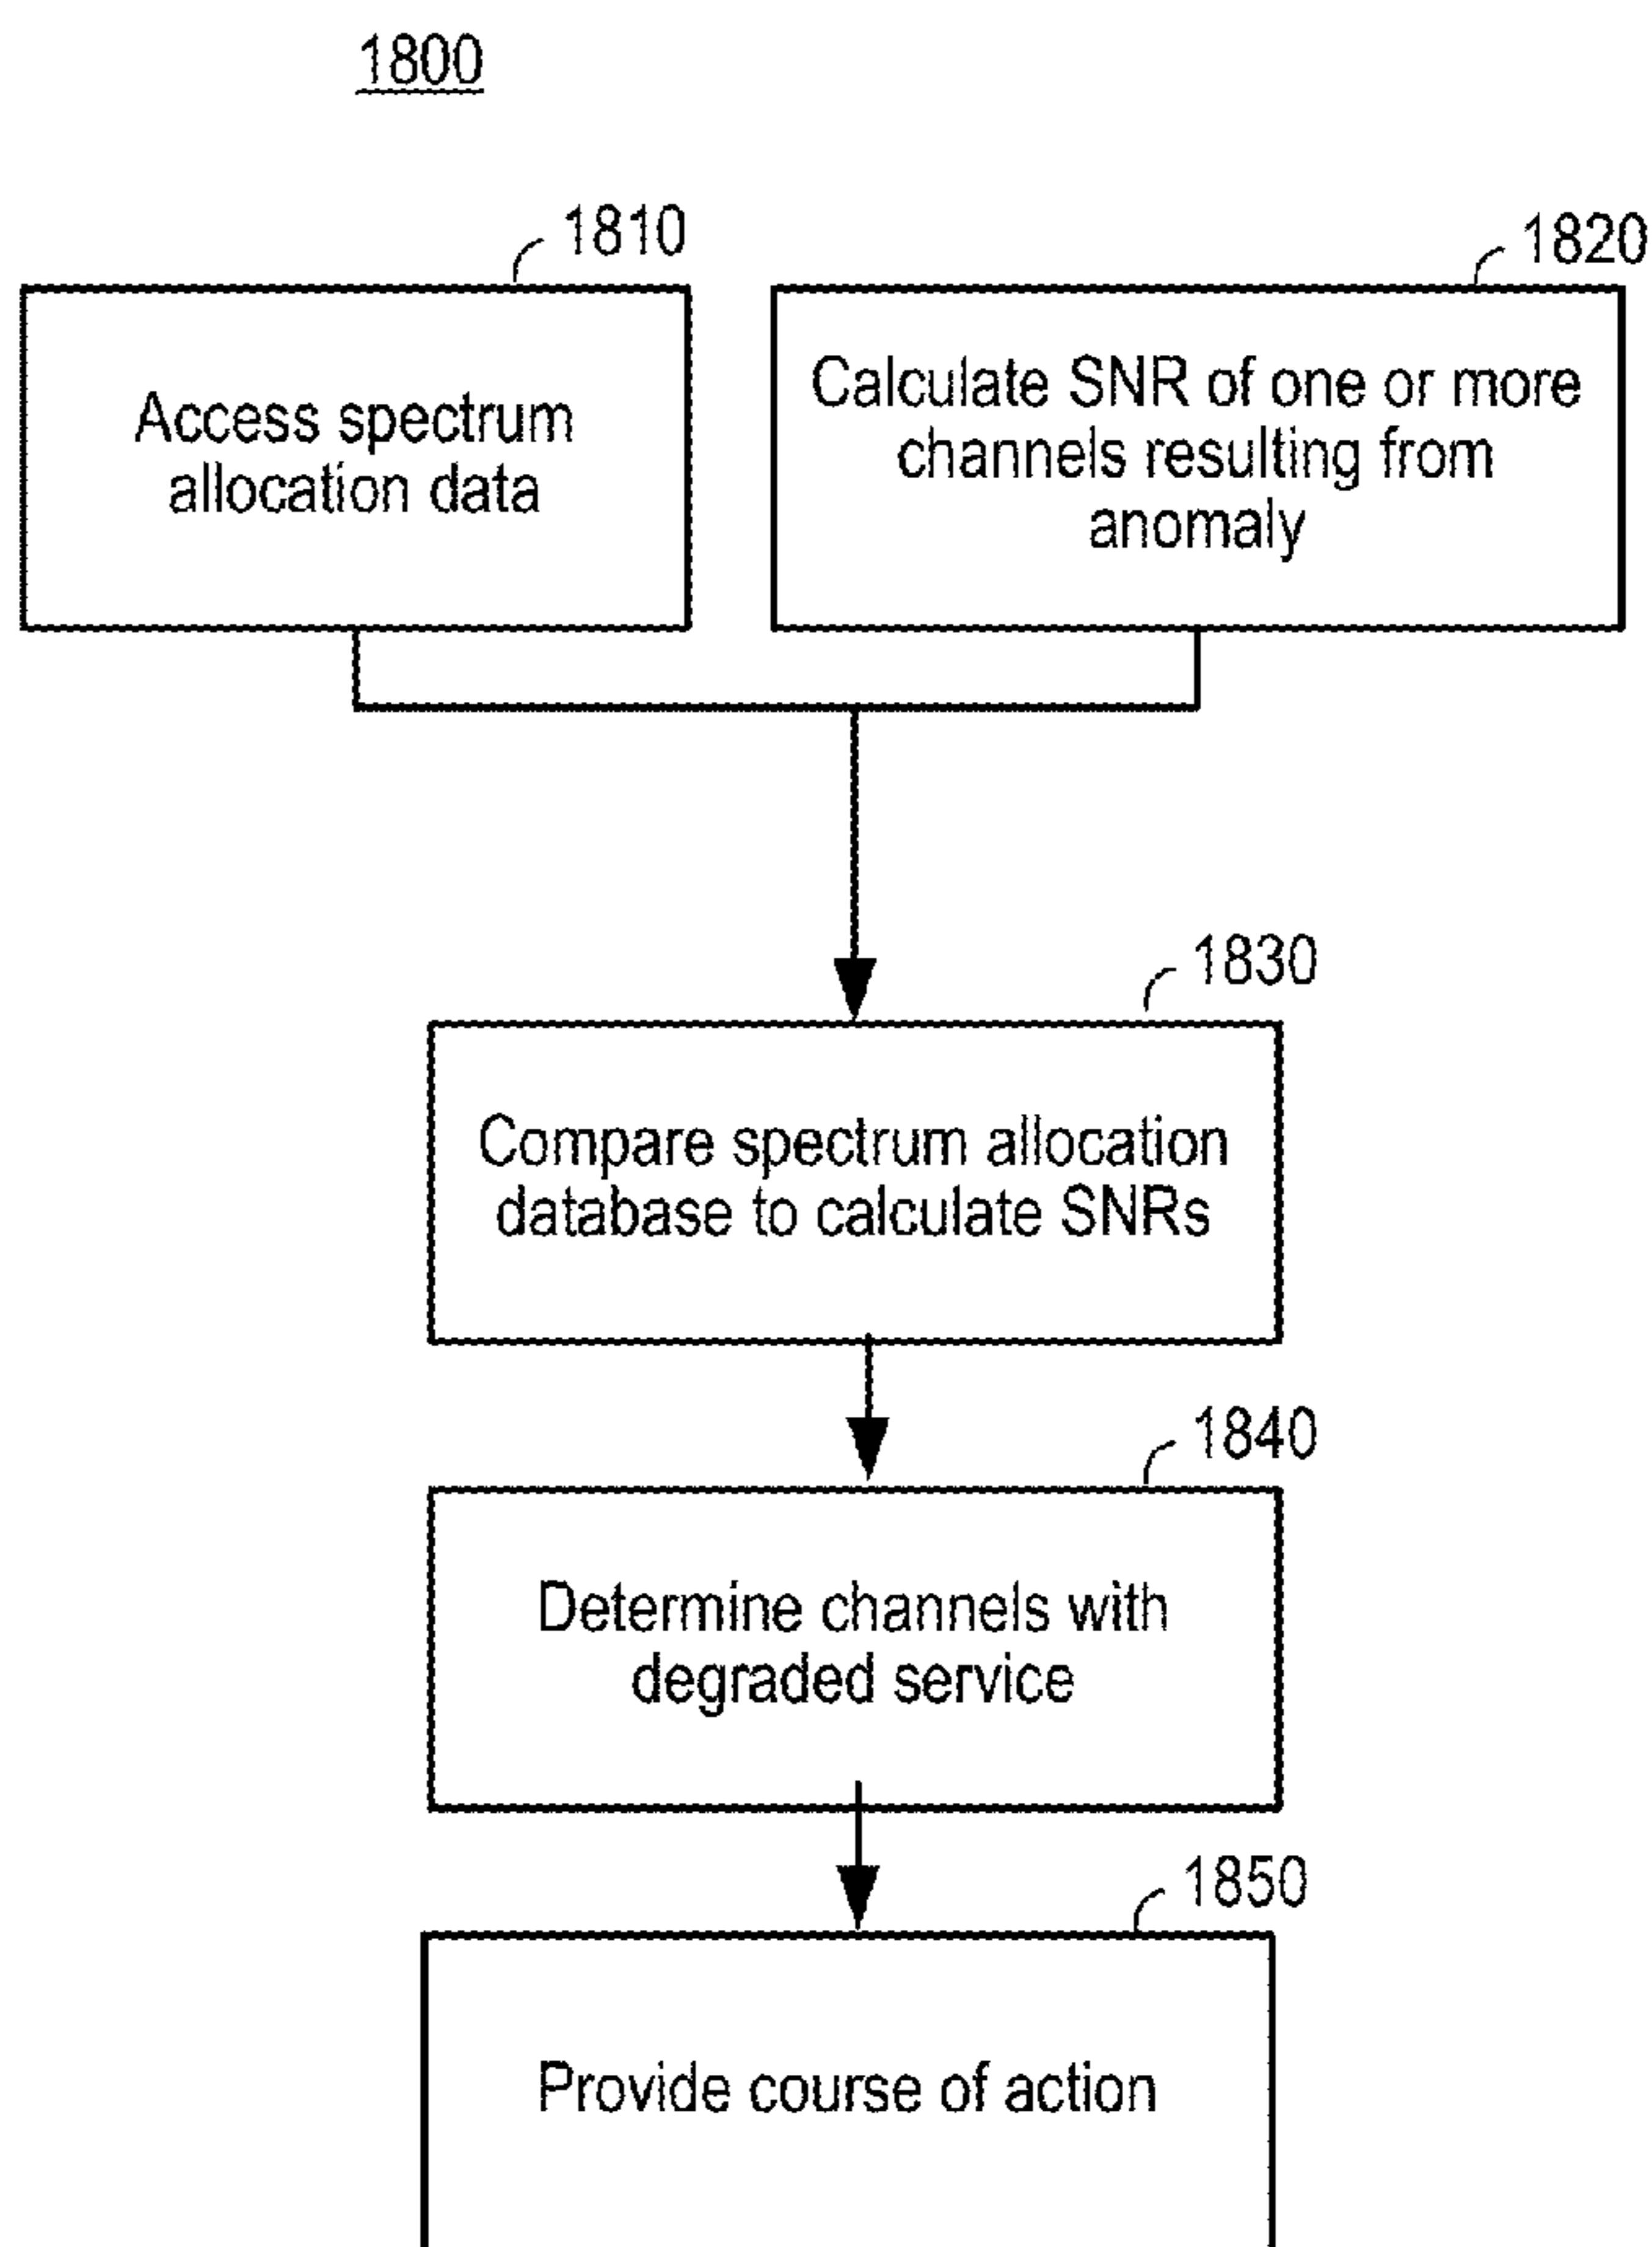 1800
1810
Access spectrum
allocation data
1820
Calculate SNR of one or more
channels resulting from
anomaly
1830
Compare spectrum allocation
database to calculate SNRs
1840
Determine channels with
degraded service
1850
Provide course of action